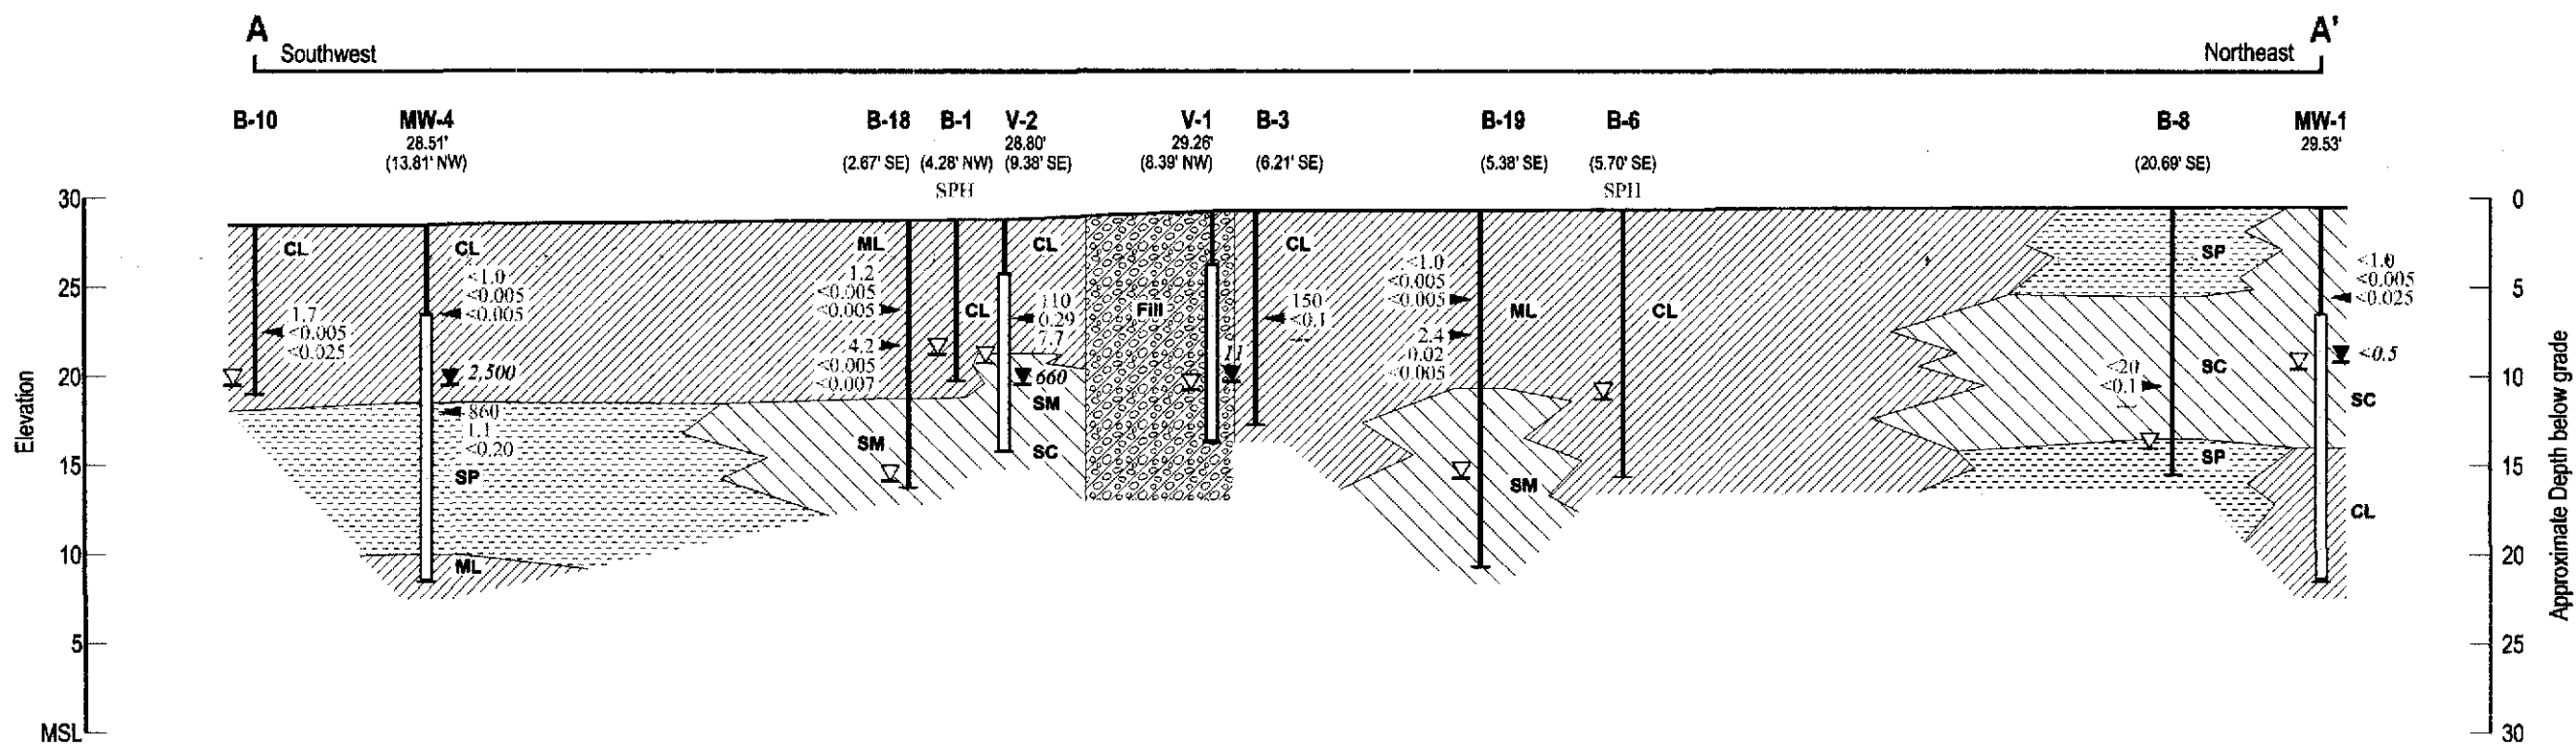 A A'
Southwest Northeast
B-10 MW-4 B-18 B-1 V-2 V-1 B-3 B-19 B-6 B-8 MW-1
28.51' 28.80' 29.26' 29.53'
(13.81' NW) (2.67' SE) (4.28' NW) (9.38' SE) (8.39' NW) (6.21' SE) (5.38' SE) (5.70' SE) (20.69' SE)
SPH SPH
30 0
CL CL ML CL CL SP
<1.0 1.2 <1.0 <1.0
<0.005 <0.005 <0.005 <0.005
<0.005 <0.005 <0.005 <0.025
25 5
1.7 CL 110 Fill 150 ML CL
<0.005 0.29 <0.1
<0.025 4.2 7.7 2.4
<0.005 0.02
<0.007 <0.005
2,500 660 11 <20 SC <0.5
<0.1
20 10
860 SM SC
1.1
<0.20 SM SC
SP SP
15 15
SM
CL
10 20
ML
5 25
MSL 30
Elevation
Approximate Depth below grade